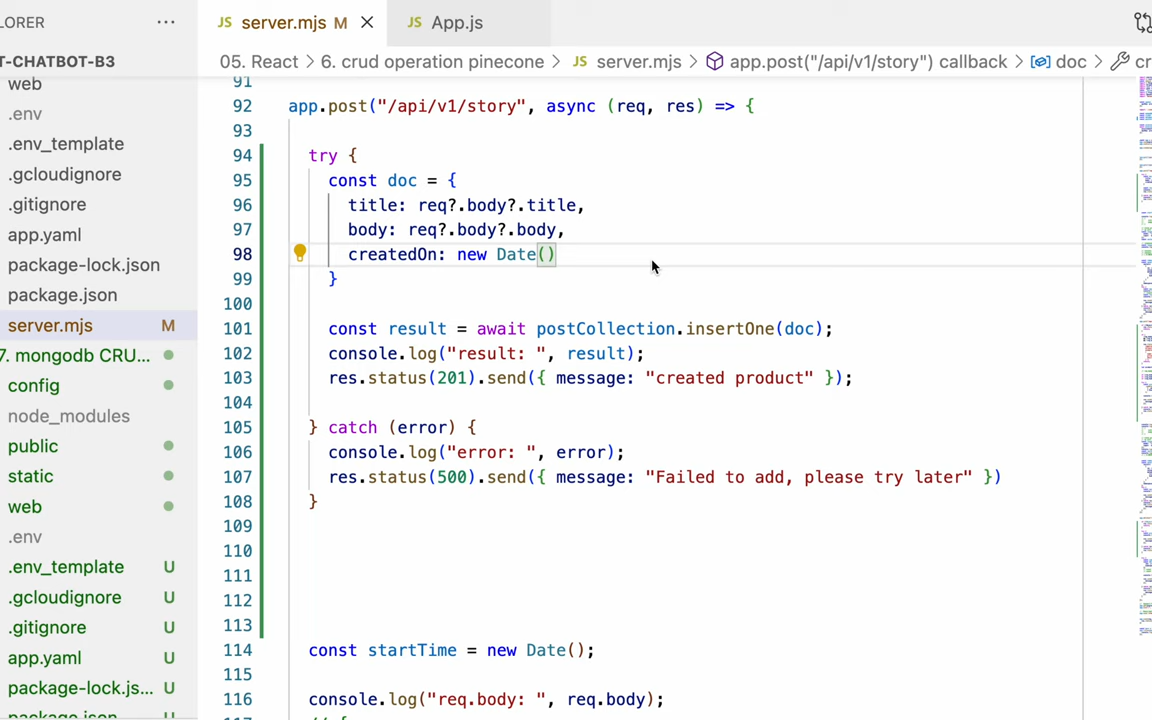 LORER ···
JS server.mjs M ×
JS App.js
T-CHATBOT-B3
05. React > 6. crud operation pinecone > JS server.mjs > app.post("/api/v1/story") callback > doc > cr
web
.env
.env_template
.gcloudignore
.gitignore
app.yaml
package-lock.json
package.json
server.mjs M
7. mongodb CRU...
config
node_modules
public
static
web
.env
.env_template U
.gcloudignore U
.gitignore U
app.yaml U
package-lock.js... U
package.json U
91
92 app.post("/api/v1/story", async (req, res) => {
93
94 try {
95 const doc = {
96 title: req?.body?.title,
97 body: req?.body?.body,
98 createdOn: new Date()
99 }
100
101 const result = await postCollection.insertOne(doc);
102 console.log("result: ", result);
103 res.status(201).send({ message: "created product" });
104
105 } catch (error) {
106 console.log("error: ", error);
107 res.status(500).send({ message: "Failed to add, please try later" })
108 }
109
110
111
112
113
114 const startTime = new Date();
115
116 console.log("req.body: ", req.body);
117 // {